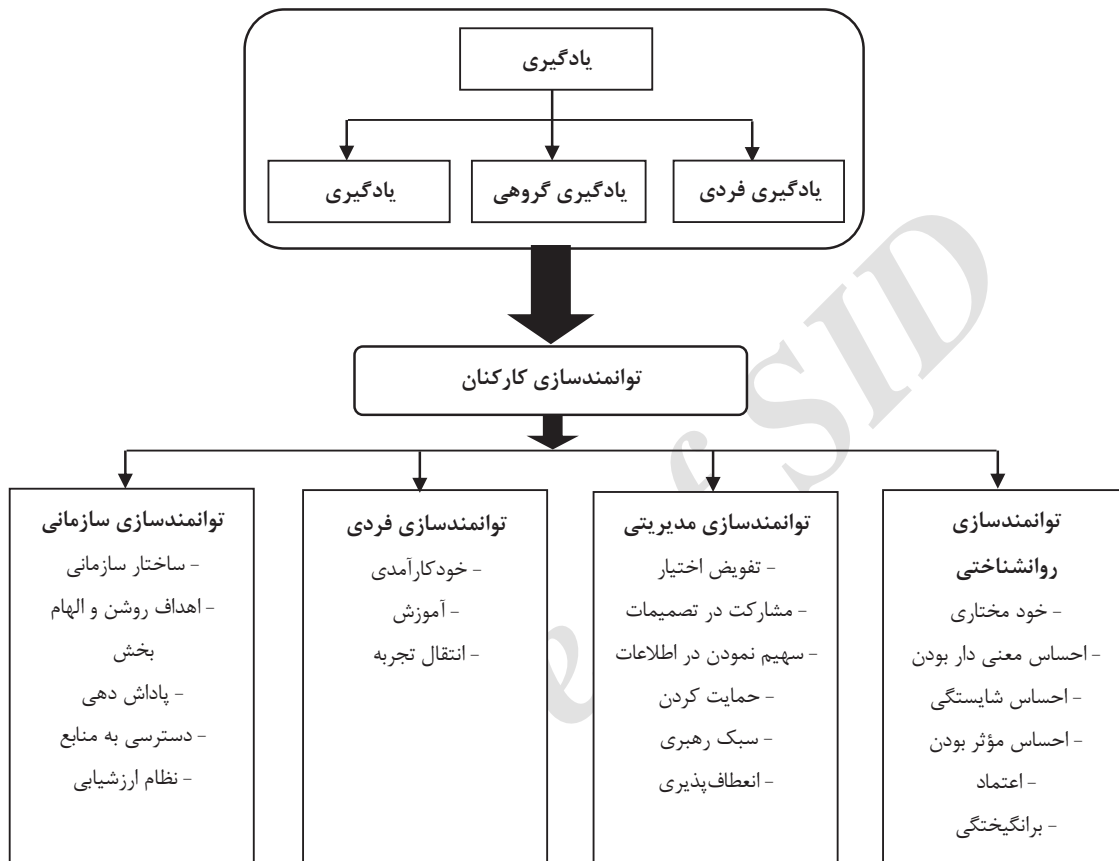 یادگیری
یادگیری فردی
یادگیری گروهی
یادگیری
توانمندسازی کارکنان
توانمندسازی
روانشناختی
- خود مختاری
- احساس معنی دار بودن
- احساس شایستگی
- احساس مؤثر بودن
- اعتماد
- برانگیختگی
توانمندسازی مدیریتی
- تفویض اختیار
- مشارکت در تصمیمات
- سهیم نمودن در اطلاعات
- حمایت کردن
- سبک رهبری
- انعطاف‌پذیری
توانمندسازی فردی
- خودکارآمدی
- آموزش
- انتقال تجربه
توانمندسازی سازمانی
- ساختار سازمانی
- اهداف روشن و الهام
بخش
- پاداش دهی
- دسترسی به منابع
- نظام ارزشیابی
SID